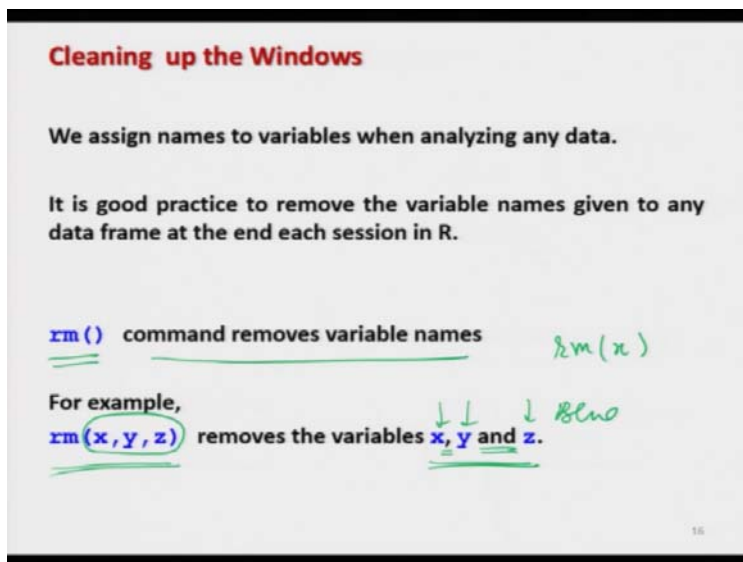 Cleaning up the Windows
We assign names to variables when analyzing any data.
It is good practice to remove the variable names given to any
data frame at the end each session in R.
rm() command removes variable names
rm(x)
For example,
rm(x,y,z) removes the variables x, y and z.
16